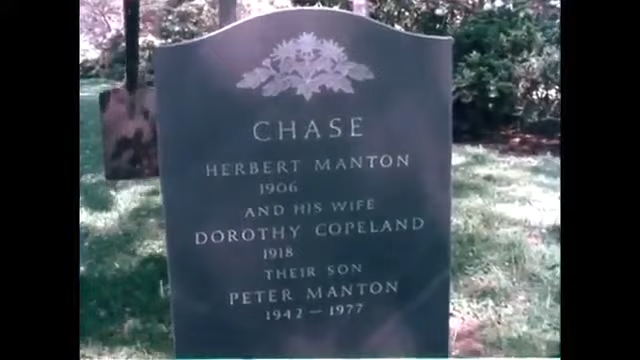 CHASE
HERBERT MANTON
1906
AND HIS WIFE
DOROTHY COPELAND
1918
THEIR SON
PETER MANTON
1942 — 1977